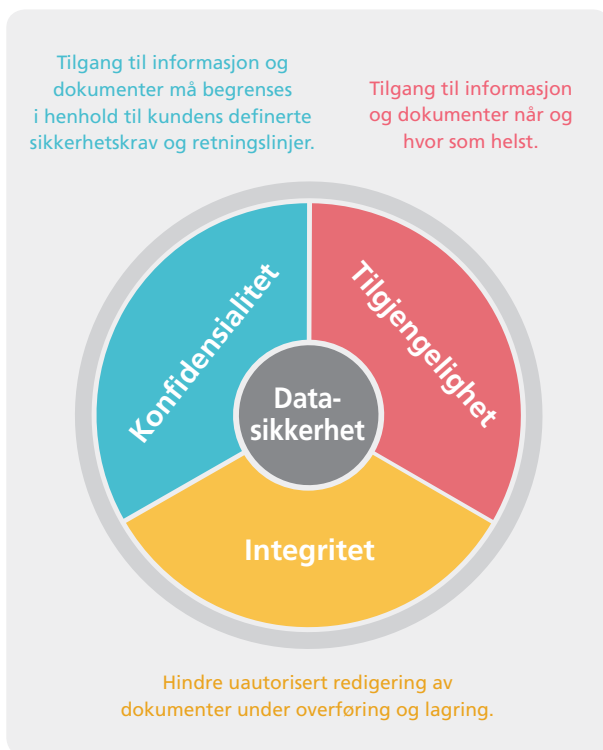 Tilgang til informasjon og
dokumenter må begrenses
i henhold til kundens definerte
sikkerhetskrav og retningslinjer.
Tilgang til informasjon
og dokumenter når og
hvor som helst.
Konfidensialitet
Tilgjengelighet
Data-
sikkerhet
Integritet
Hindre uautorisert redigering av
dokumenter under overføring og lagring.